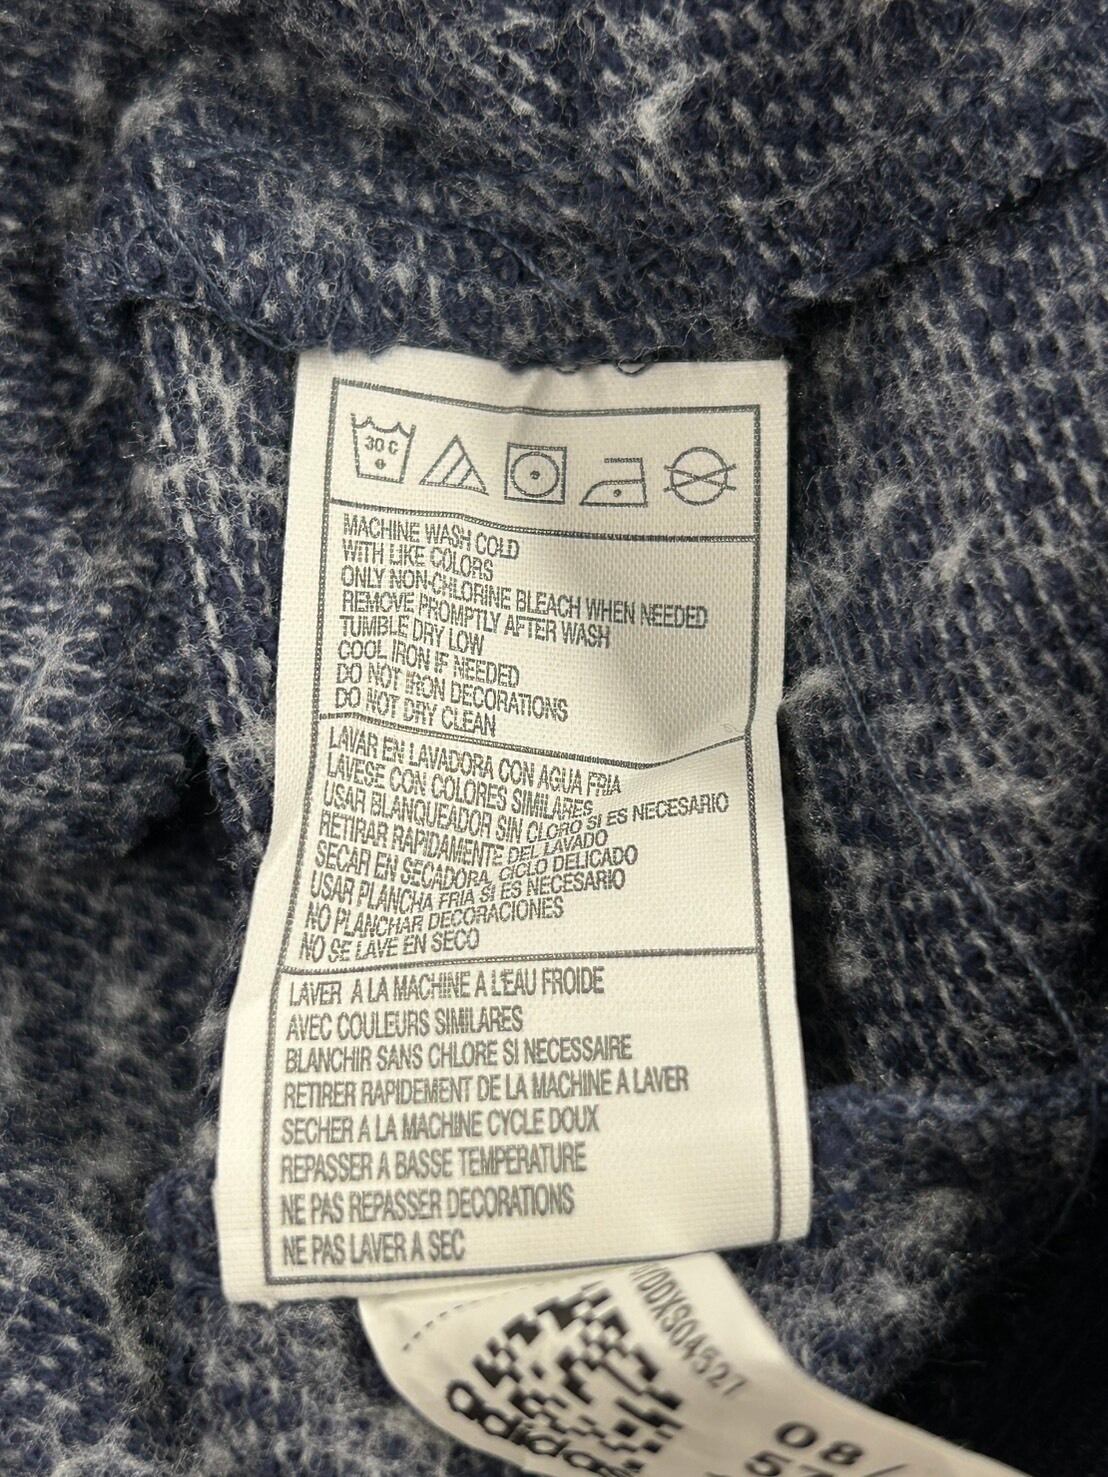 30 C
MACHINE WASH COLD
WITH LIKE COLORS
ONLY NON-CHLORINE BLEACH WHEN NEEDED
REMOVE PROMPTLY AFTER WASH
TUMBLE DRY LOW
COOL IRON IF NEEDED
DO NOT IRON DECORATIONS
DO NOT DRY CLEAN
LAVAR EN LAVADORA CON AGUA FRIA
LAVESE CON COLORES SIMILARES
USAR BLANQUEADOR SIN CLORO SI ES NECESARIO
RETIRAR RAPIDAMENTE DEL LAVADO
SECAR EN SECADORA, CICLO DELICADO
USAR PLANCHA FRIA SI ES NECESARIO
NO PLANCHAR DECORACIONES
NO SE LAVE EN SECO
LAVER A LA MACHINE A L'EAU FROIDE
AVEC COULEURS SIMILARES
BLANCHIR SANS CHLORE SI NECESSAIRE
RETIRER RAPIDEMENT DE LA MACHINE A LAVER
SECHER A LA MACHINE CYCLE DOUX
REPASSER A BASSE TEMPERATURE
NE PAS REPASSER DECORATIONS
NE PAS LAVER A SEC
DDXS04527
adidas
08/
57